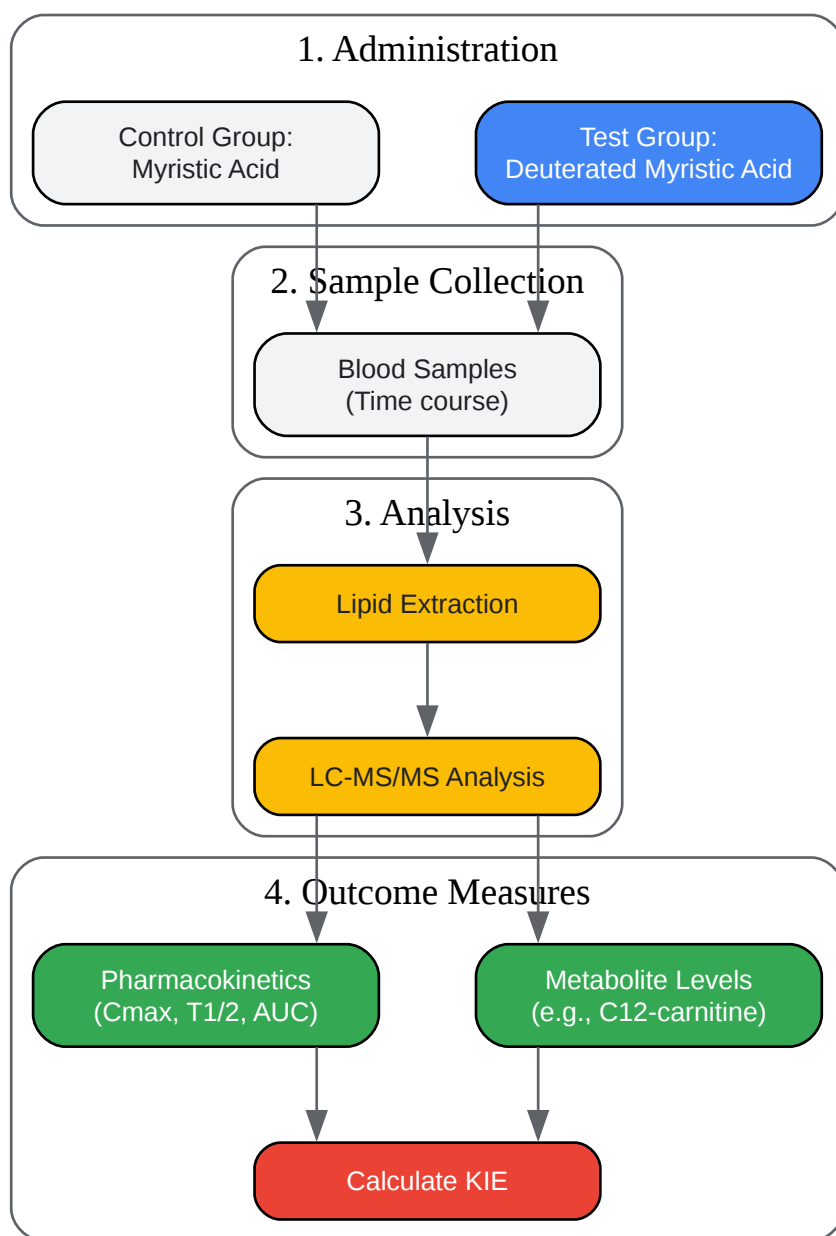 1. Administration
Control Group:
Myristic Acid
Test Group:
Deuterated Myristic Acid
2. Sample Collection
Blood Samples
(Time course)
3. Analysis
Lipid Extraction
LC-MS/MS Analysis
4. Outcome Measures
Pharmacokinetics
(Cmax, T1/2, AUC)
Metabolite Levels
(e.g., C12-carnitine)
Calculate KIE